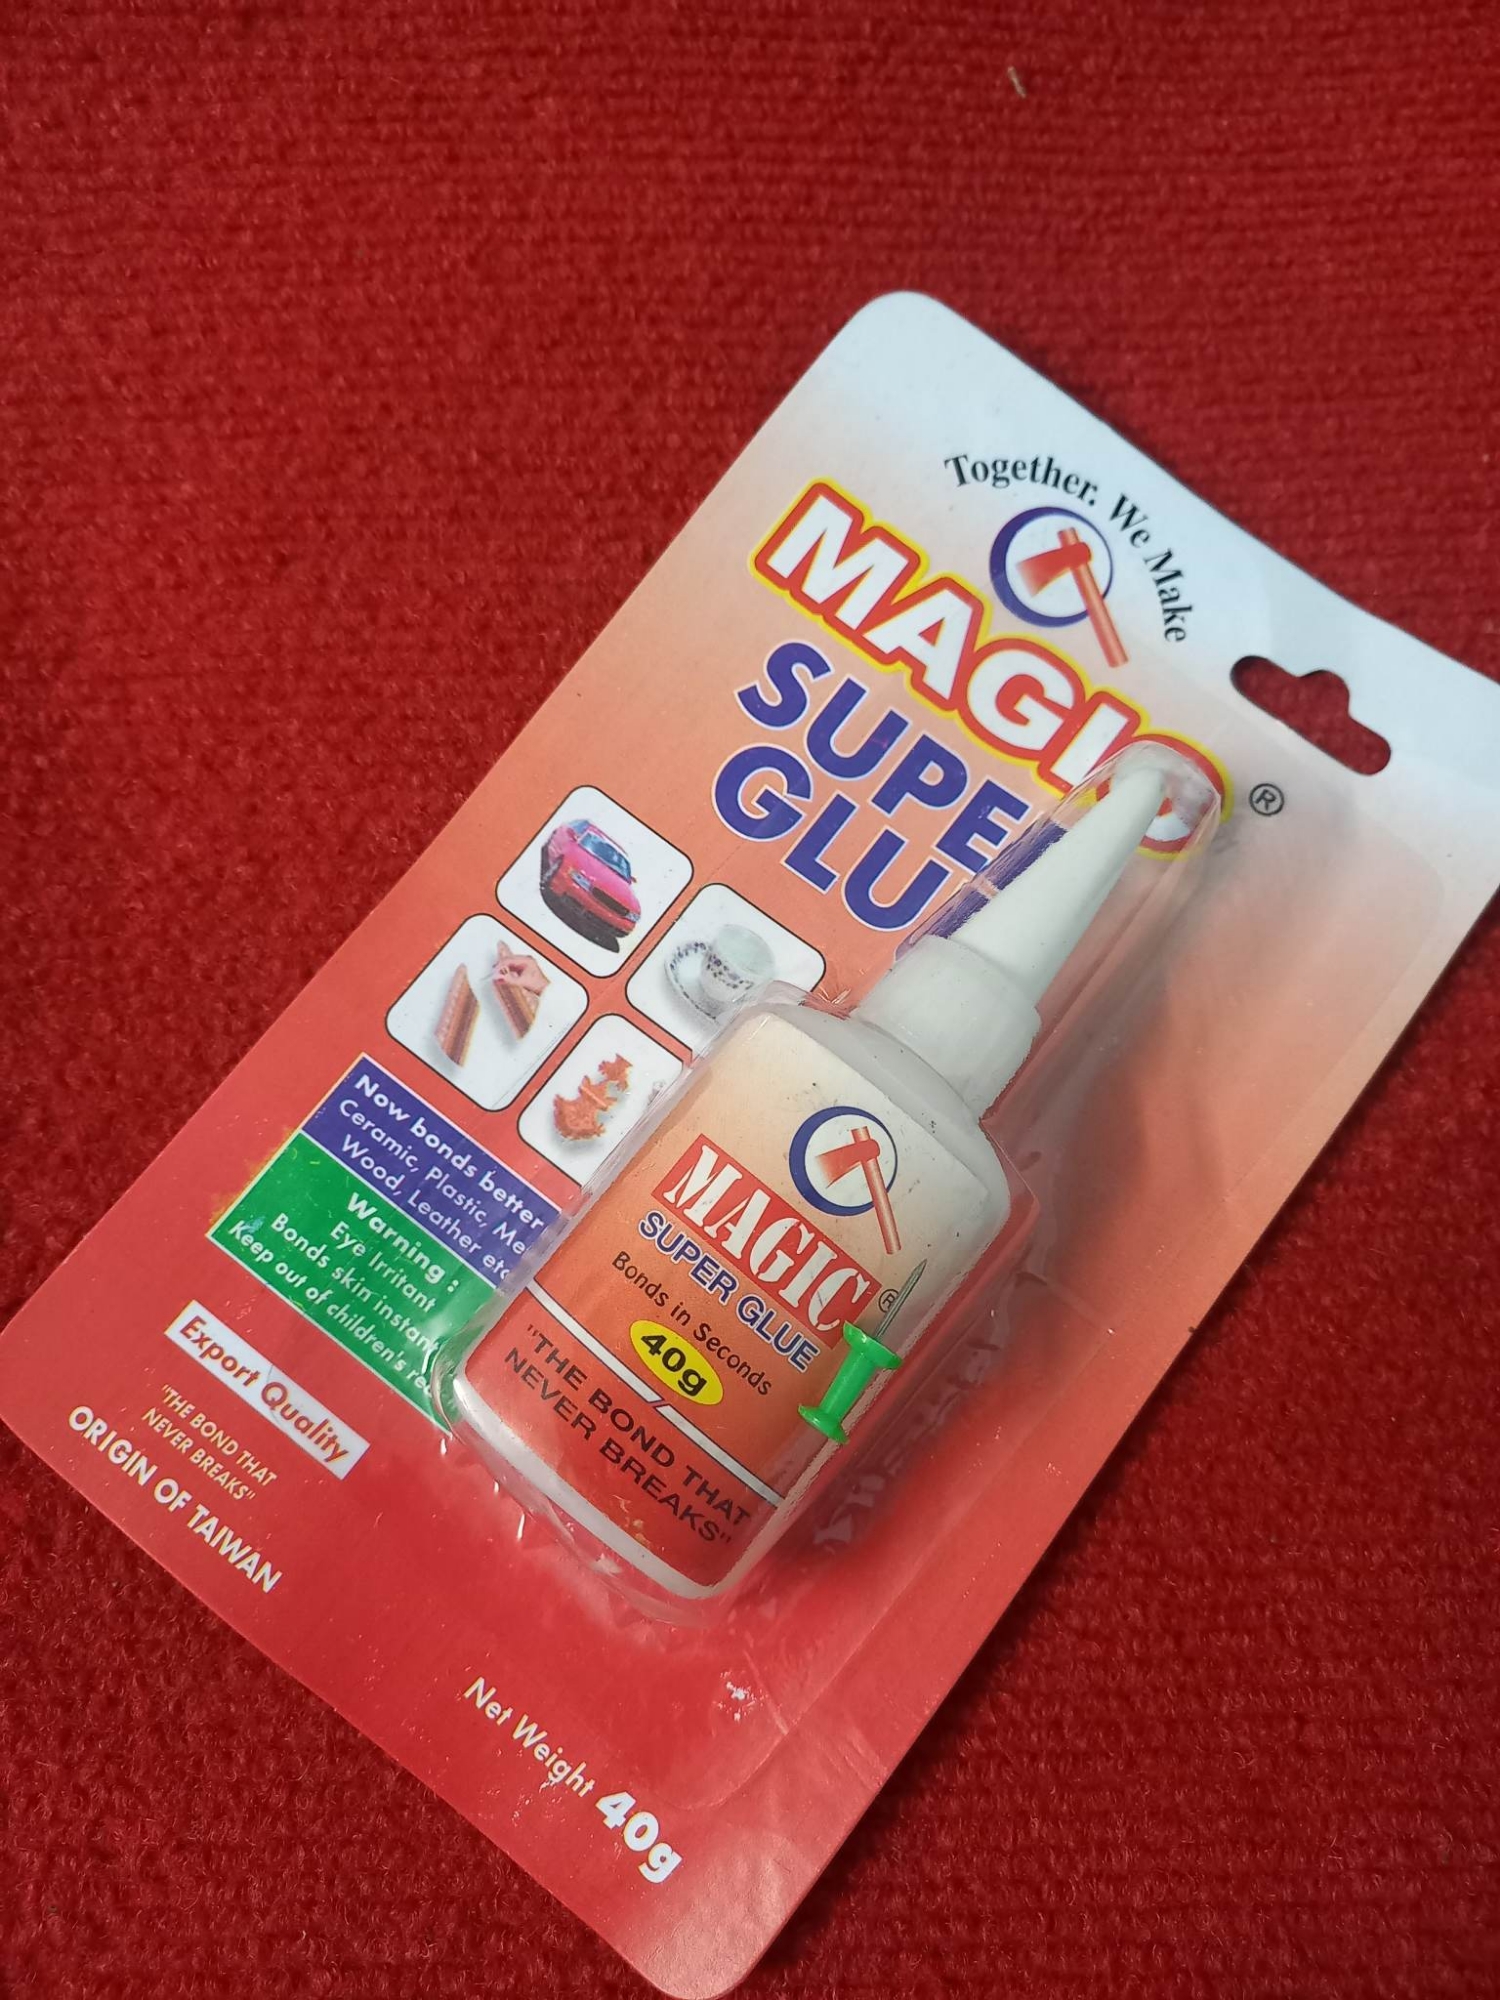 Together. We Make
MAGIC
®
SUPE
GLU
Now bonds better
Ceramic, Plastic, Me
Wood, Leather etc
Warning :
Eye Irritant
Bonds skin instant
Keep out of children's re
Export Quality
"THE BOND THAT
NEVER BREAKS"
ORIGIN OF TAIWAN
Net Weight 40g
MAGIC
®
SUPER GLUE
Bonds in Seconds
40g
"THE BOND THAT
NEVER BREAKS"